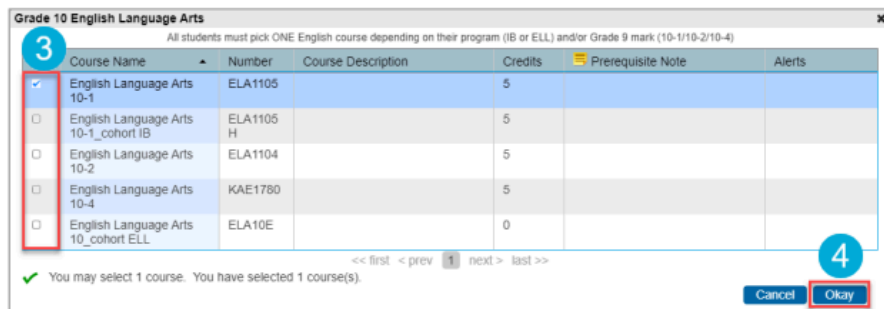 Grade 10 English Language Arts
x
All students must pick ONE English course depending on their program (IB or ELL) and/or Grade 9 mark (10-1/10-2/10-4)
3
Course Name Number Course Description Credits Prerequisite Note Alerts
English Language Arts ELA1105 5
10-1
English Language Arts ELA1105 5
10-1_cohort IB H
English Language Arts ELA1104 5
10-2
English Language Arts KAE1780 5
10-4
English Language Arts ELA10E 0
10_cohort ELL
<< first < prev 1 next > last >>
4
You may select 1 course. You have selected 1 course(s).
Cancel Okay